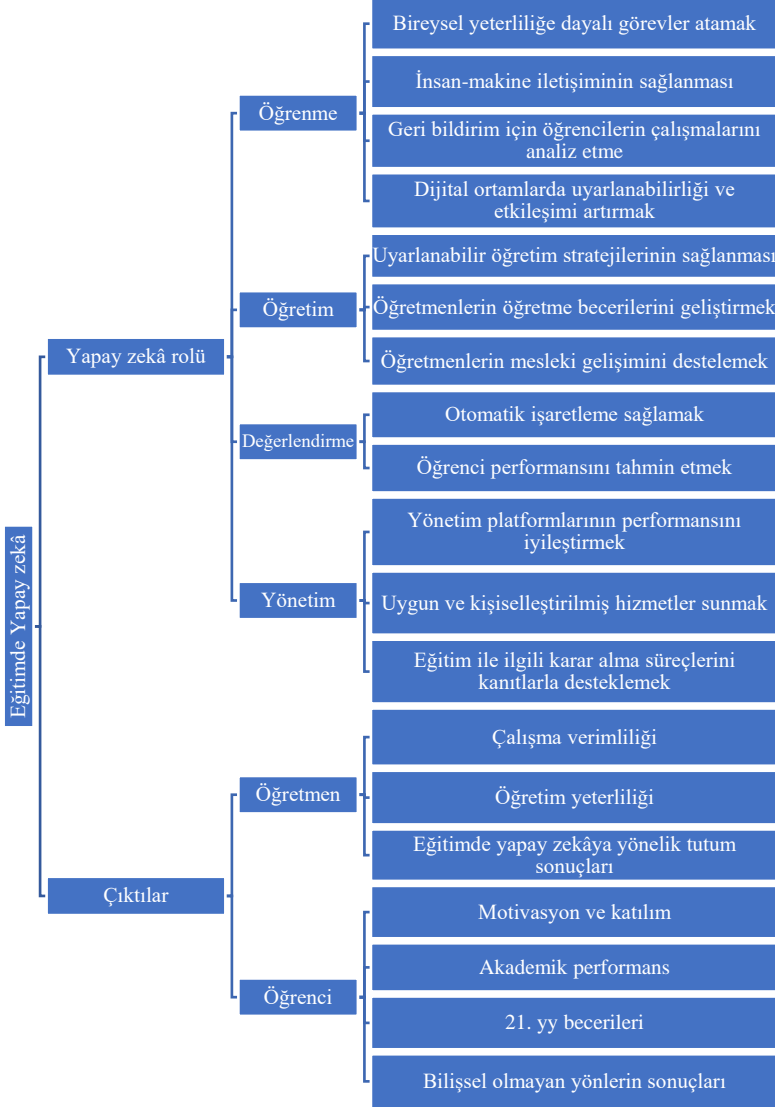 Eğitimde Yapay zekâ
Yapay zekâ rolü
Öğrenme
Bireysel yeterliliğe dayalı görevler atamak
İnsan-makine iletişiminin sağlanması
Geri bildirim için öğrencilerin çalışmalarını
analiz etme
Dijital ortamlarda uyarlanabilirliği ve
etkileşimi artırmak
Öğretim
Uyarlanabilir öğretim stratejilerinin sağlanması
Öğretmenlerin öğretme becerilerini geliştirmek
Öğretmenlerin mesleki gelişimini destelemek
Değerlendirme
Otomatik işaretleme sağlamak
Öğrenci performansını tahmin etmek
Yönetim
Yönetim platformlarının performansını
iyileştirmek
Uygun ve kişiselleştirilmiş hizmetler sunmak
Eğitim ile ilgili karar alma süreçlerini
kanıtlarla desteklemek
Çıktılar
Öğretmen
Çalışma verimliliği
Öğretim yeterliliği
Eğitimde yapay zekâya yönelik tutum
sonuçları
Öğrenci
Motivasyon ve katılım
Akademik performans
21. yy becerileri
Bilişsel olmayan yönlerin sonuçları